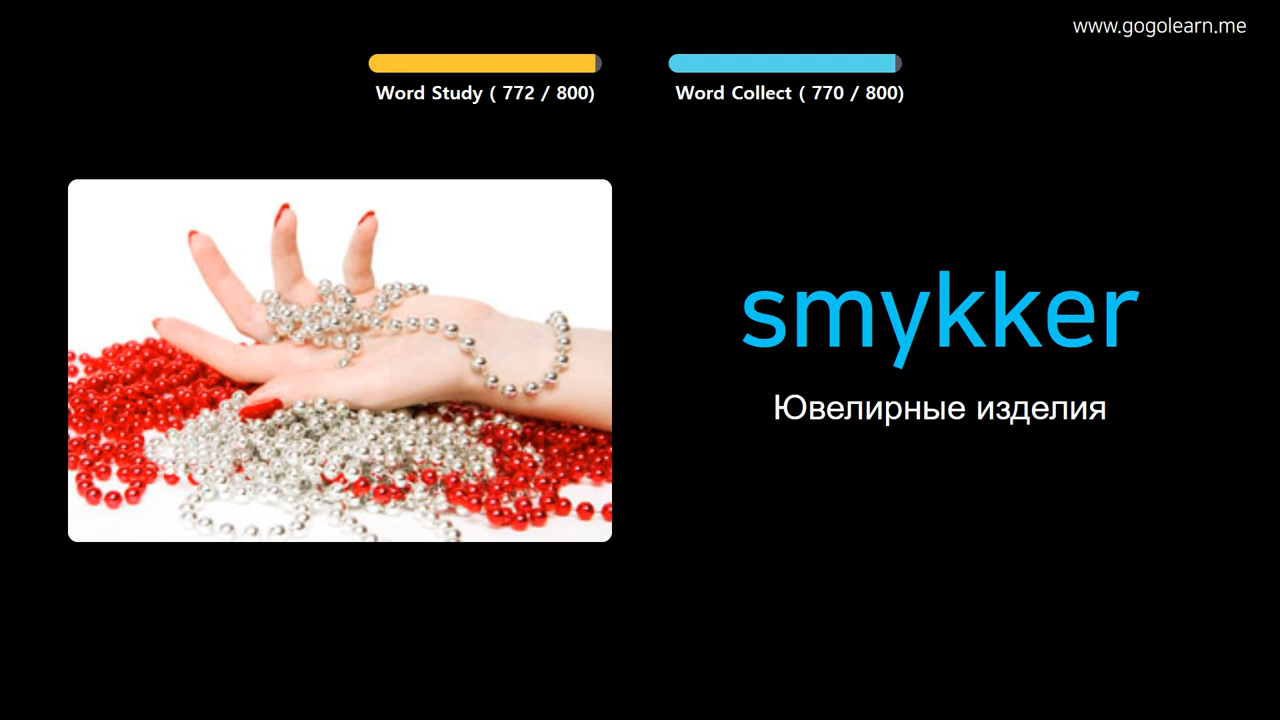 www.gogolearn.me
Word Study ( 772 / 800)
Word Collect ( 770 / 800)
smykker
Ювелирные изделия